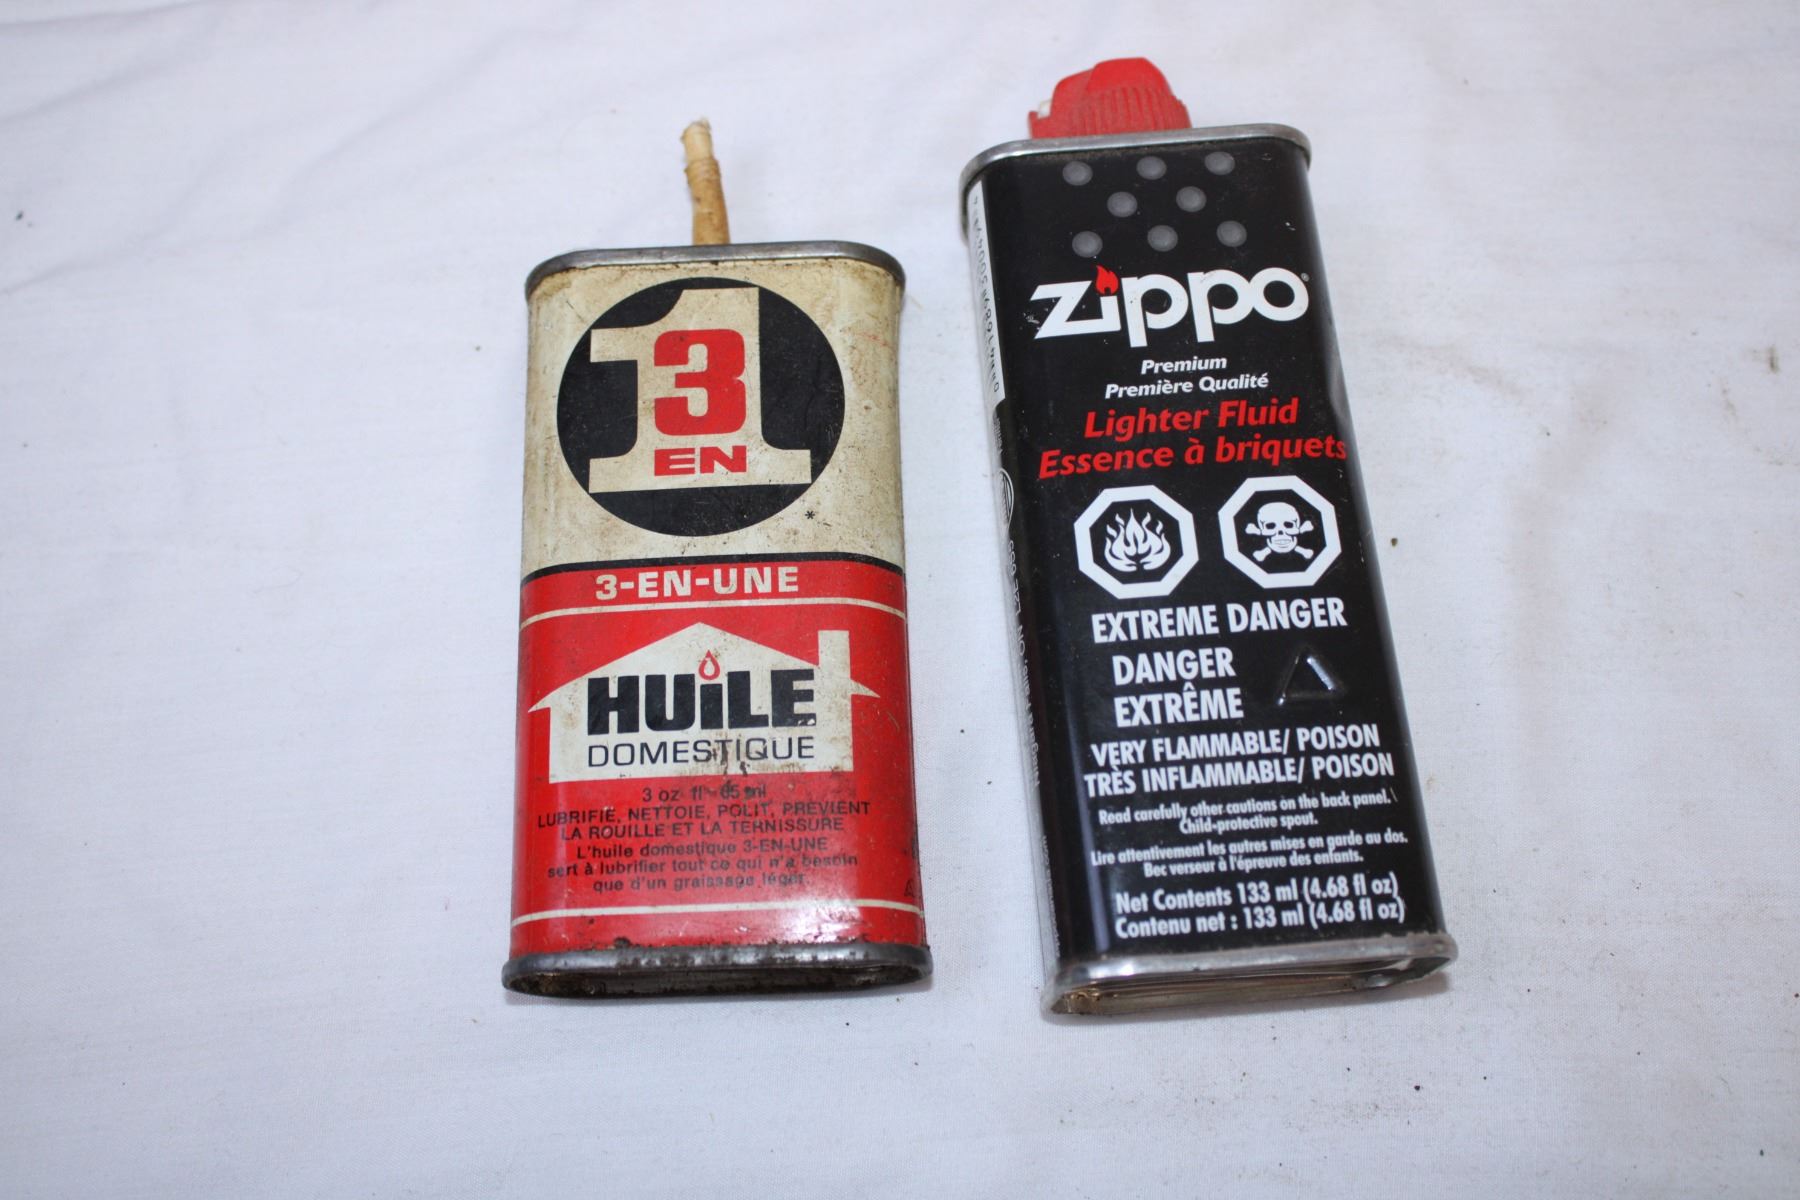 1
3
EN
*
3-EN-UNE
HUiLE
DOMESTIQUE
3 oz fl - 85 ml
LUBRIFIE, NETTOIE, POLIT, PRÉVIENT
LA ROUILLE ET LA TERNISSURE
L'huile domestique 3-EN-UNE
sert à lubrifier tout ce qui n'a besoin
que d'un graissage léger.
zippo®
Premium
Première Qualité
Lighter Fluid
Essence à briquets
EXTREME DANGER
DANGER
EXTRÊME
VERY FLAMMABLE/ POISON
TRÈS INFLAMMABLE/ POISON
Read carefully other cautions on the back panel.
Child-protective spout.
Lire attentivement les autres mises en garde au dos.
Bec verseur à l'épreuve des enfants.
Net Contents 133 ml (4.68 fl oz)
Contenu net : 133 ml (4.68 fl oz)